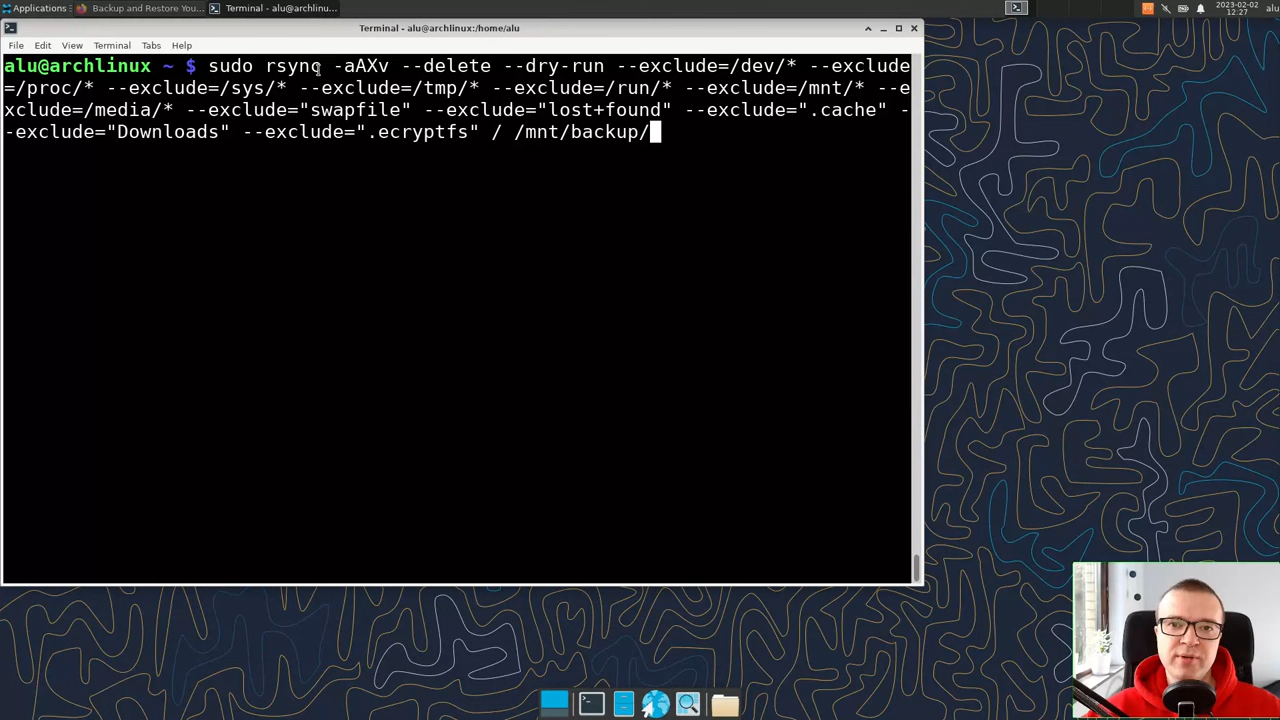 Applications
Backup and Restore You...
Terminal - alu@archlinu...
2023-02-02
12:27
alu
Terminal - alu@archlinux:/home/alu
File Edit View Terminal Tabs Help
alu@archlinux ~ $ sudo rsync -aAXv --delete --dry-run --exclude=/dev/* --exclude
=/proc/* --exclude=/sys/* --exclude=/tmp/* --exclude=/run/* --exclude=/mnt/* --e
xclude=/media/* --exclude="swapfile" --exclude="lost+found" --exclude=".cache" -
-exclude="Downloads" --exclude=".ecryptfs" / /mnt/backup/